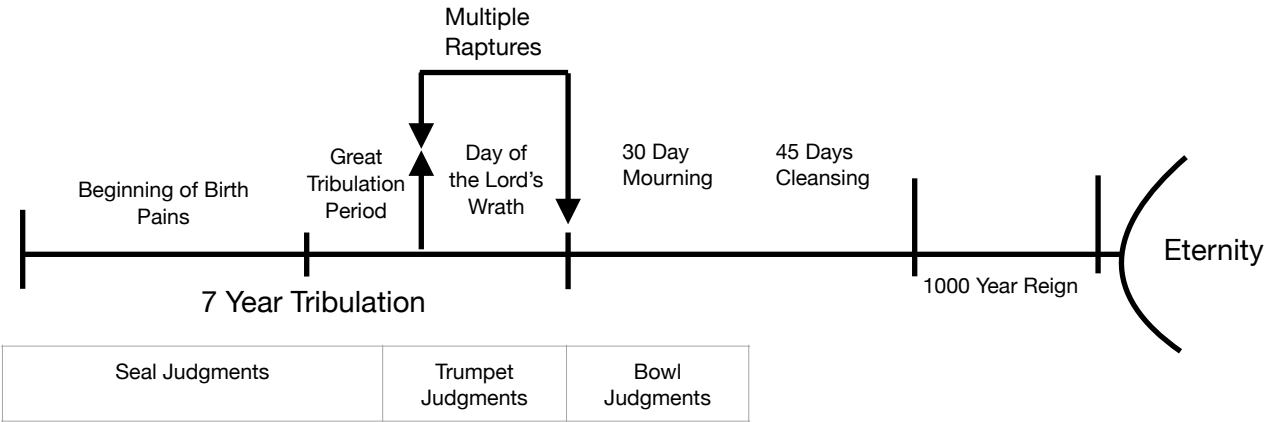 Multiple
Raptures
Great
Tribulation
Period
Day of
the Lord’s
Wrath
30 Day
Mourning
45 Days
Cleansing
Beginning of Birth
Pains
Eternity
7 Year Tribulation
1000 Year Reign
Seal Judgments
Trumpet
Judgments
Bowl
Judgments